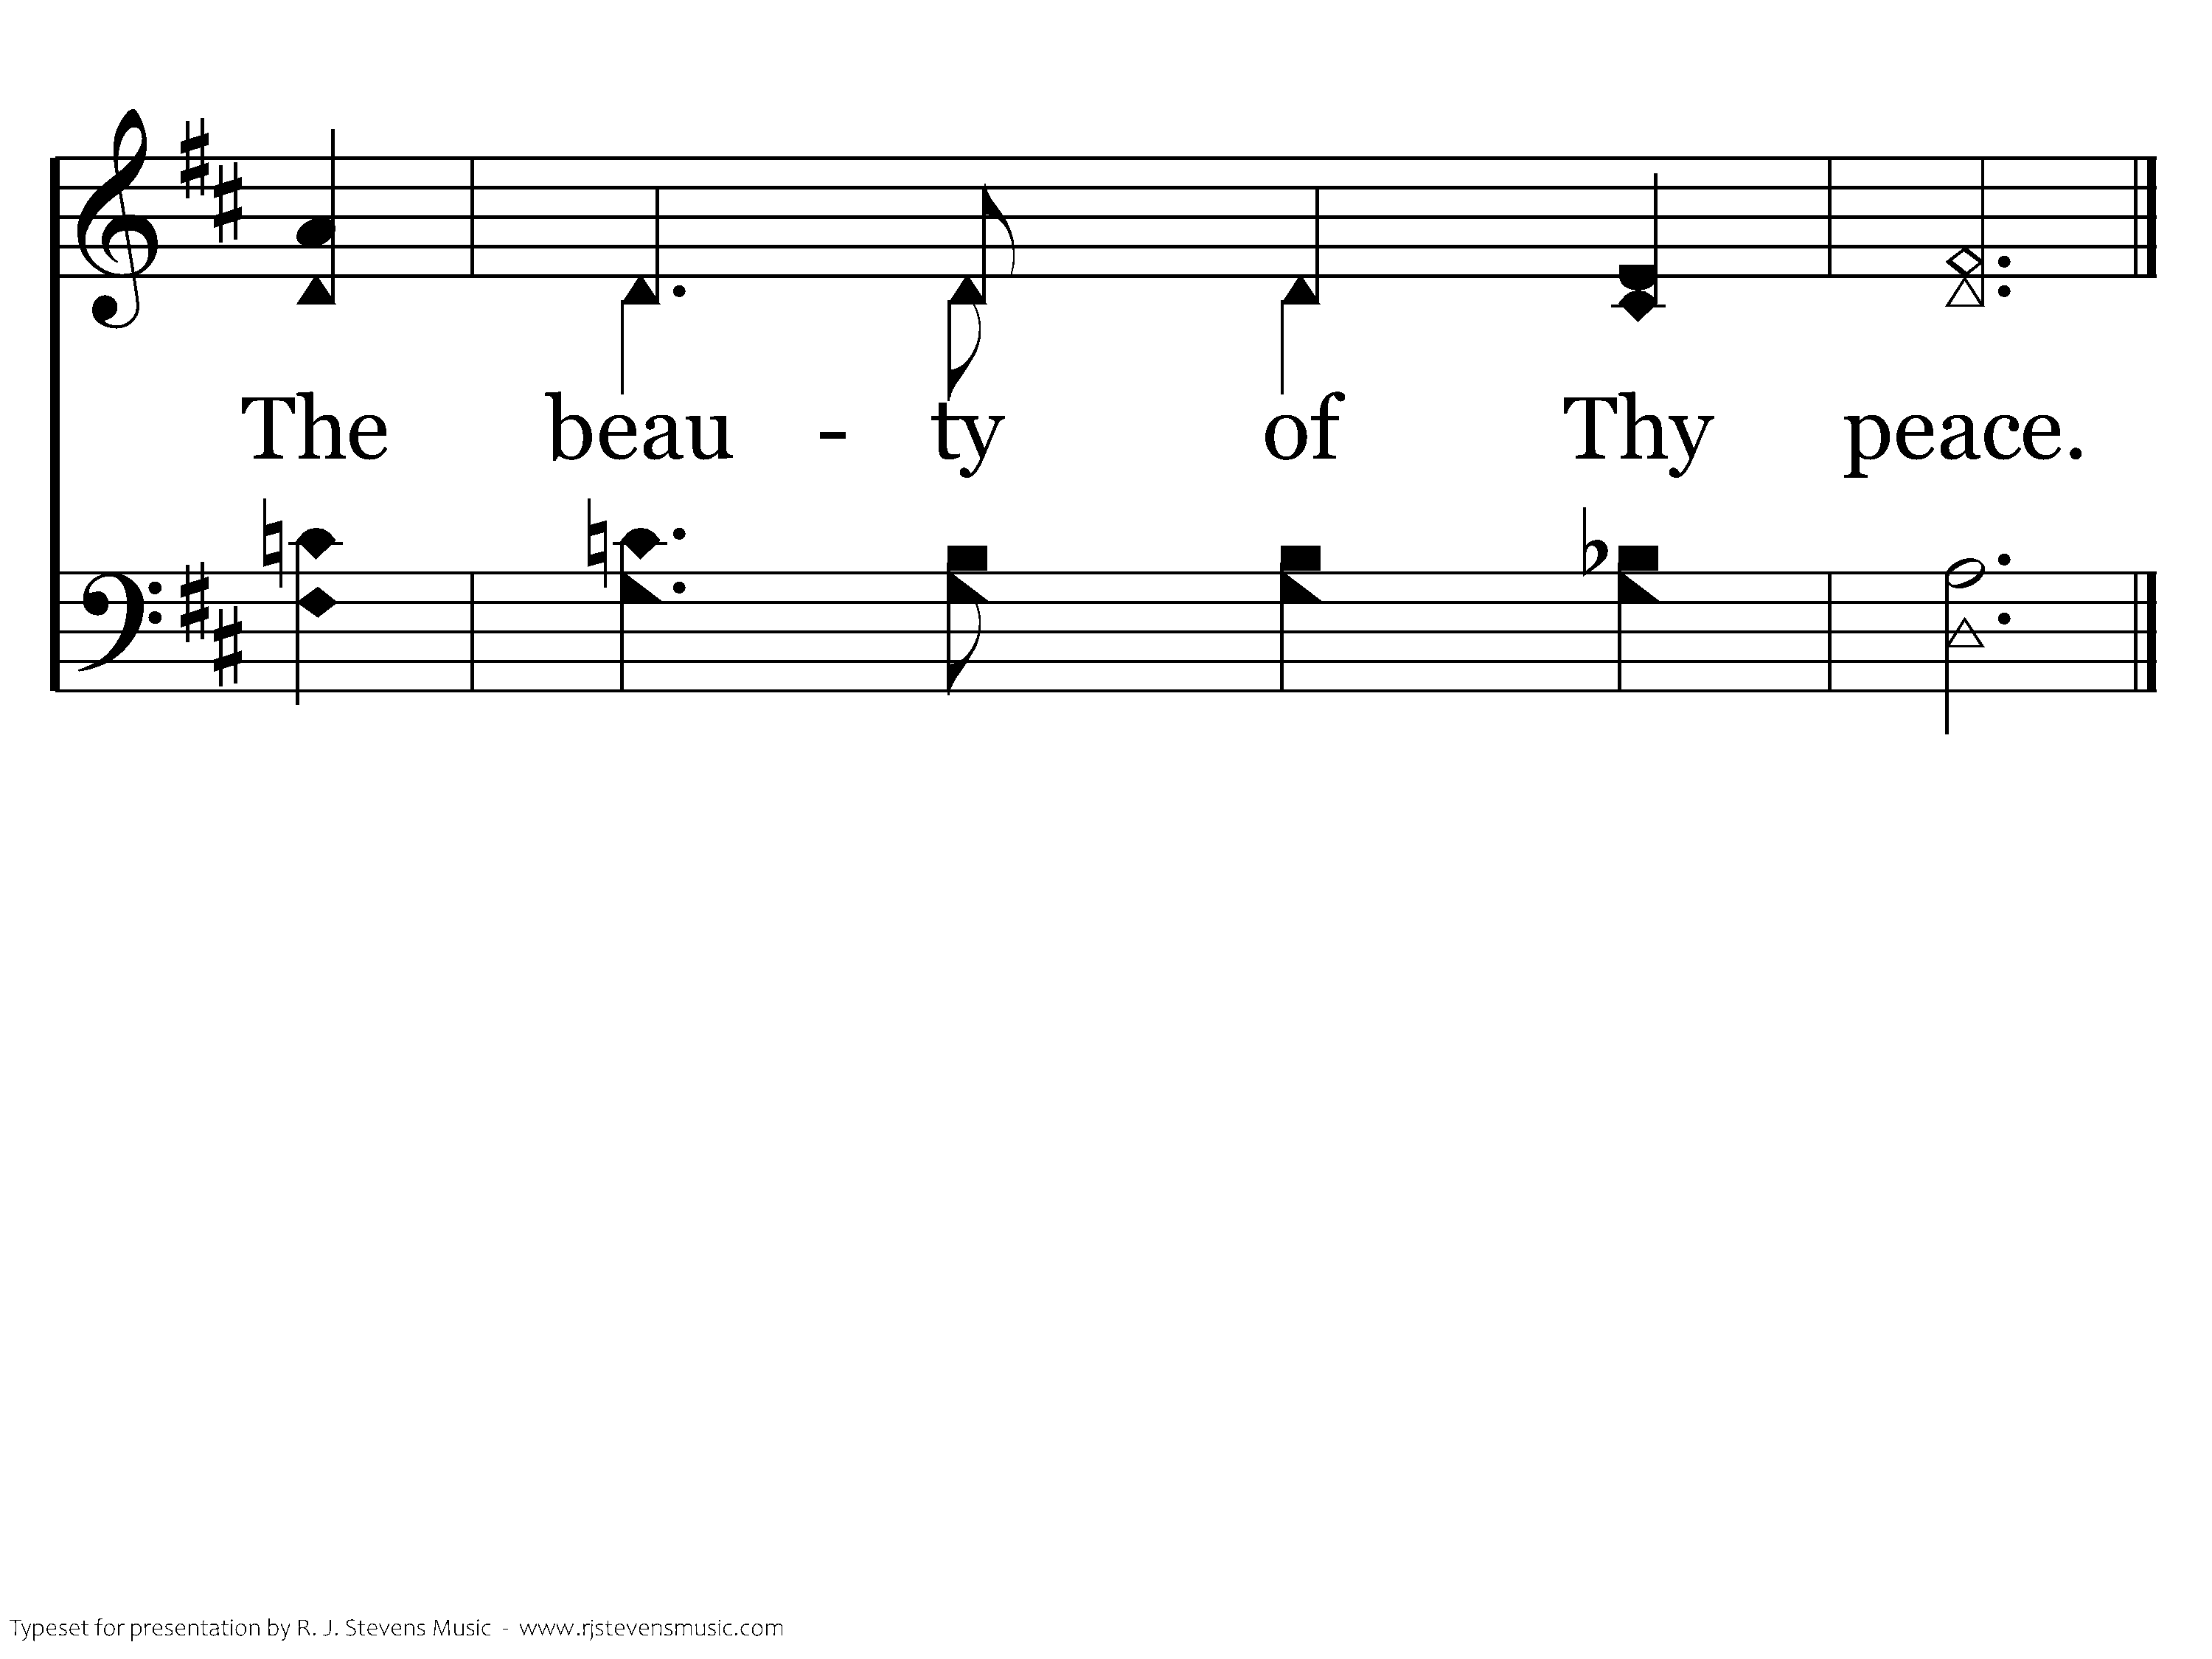 The beau - ty of Thy peace.
Typeset for presentation by R. J. Stevens Music - www.rjstevensmusic.com